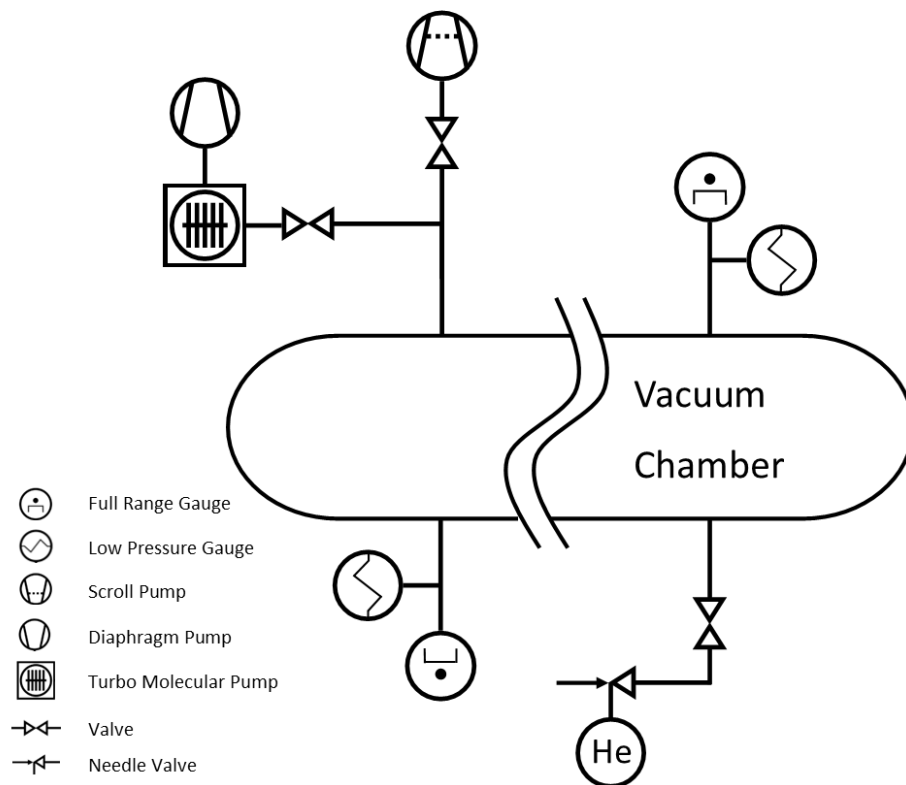 Vacuum
Chamber
Full Range Gauge
Low Pressure Gauge
Scroll Pump
Diaphragm Pump
Turbo Molecular Pump
Valve
Needle Valve
He